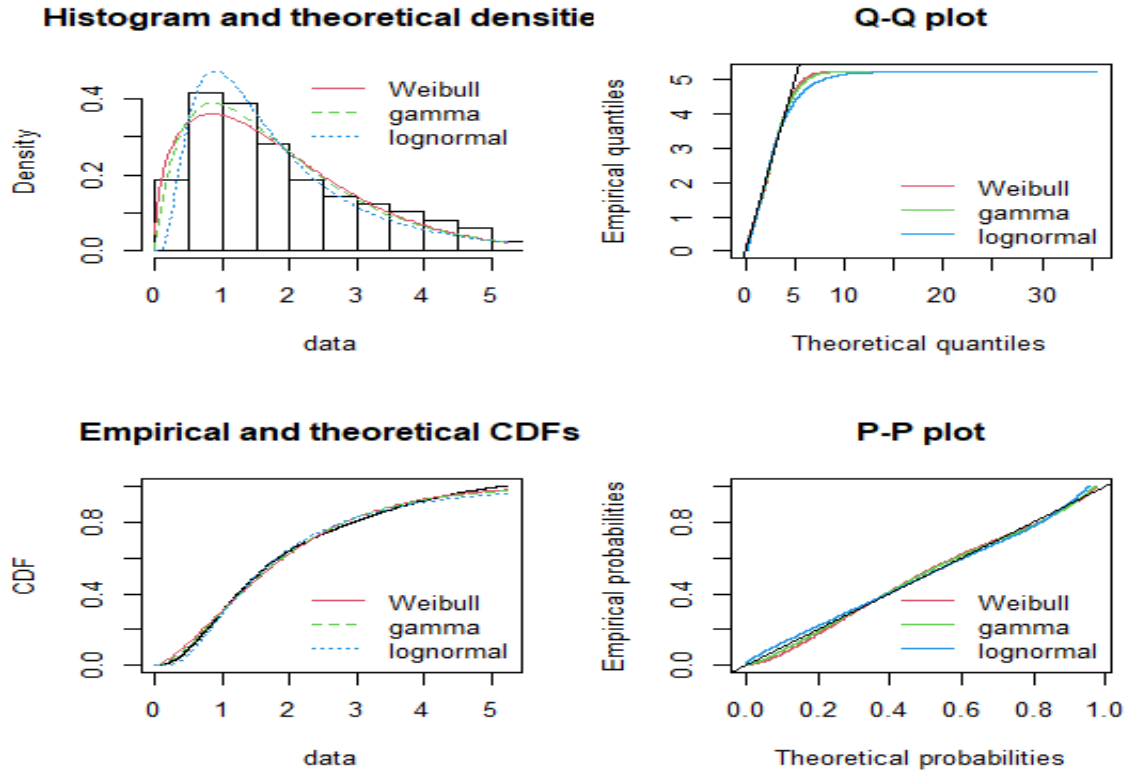 Histogram and theoretical densitie
Density
0.0
0.2
0.4
Weibull
gamma
lognormal
0
1
2
3
4
5
data
Q-Q plot
Empirical quantiles
0
1
2
3
4
5
Weibull
gamma
lognormal
0
5
10
20
30
Theoretical quantiles
Empirical and theoretical CDFs
CDF
0.0
0.4
0.8
Weibull
gamma
lognormal
0
1
2
3
4
5
data
P-P plot
Empirical probabilities
0.0
0.4
0.8
Weibull
gamma
lognormal
0.0
0.2
0.4
0.6
0.8
1.0
Theoretical probabilities